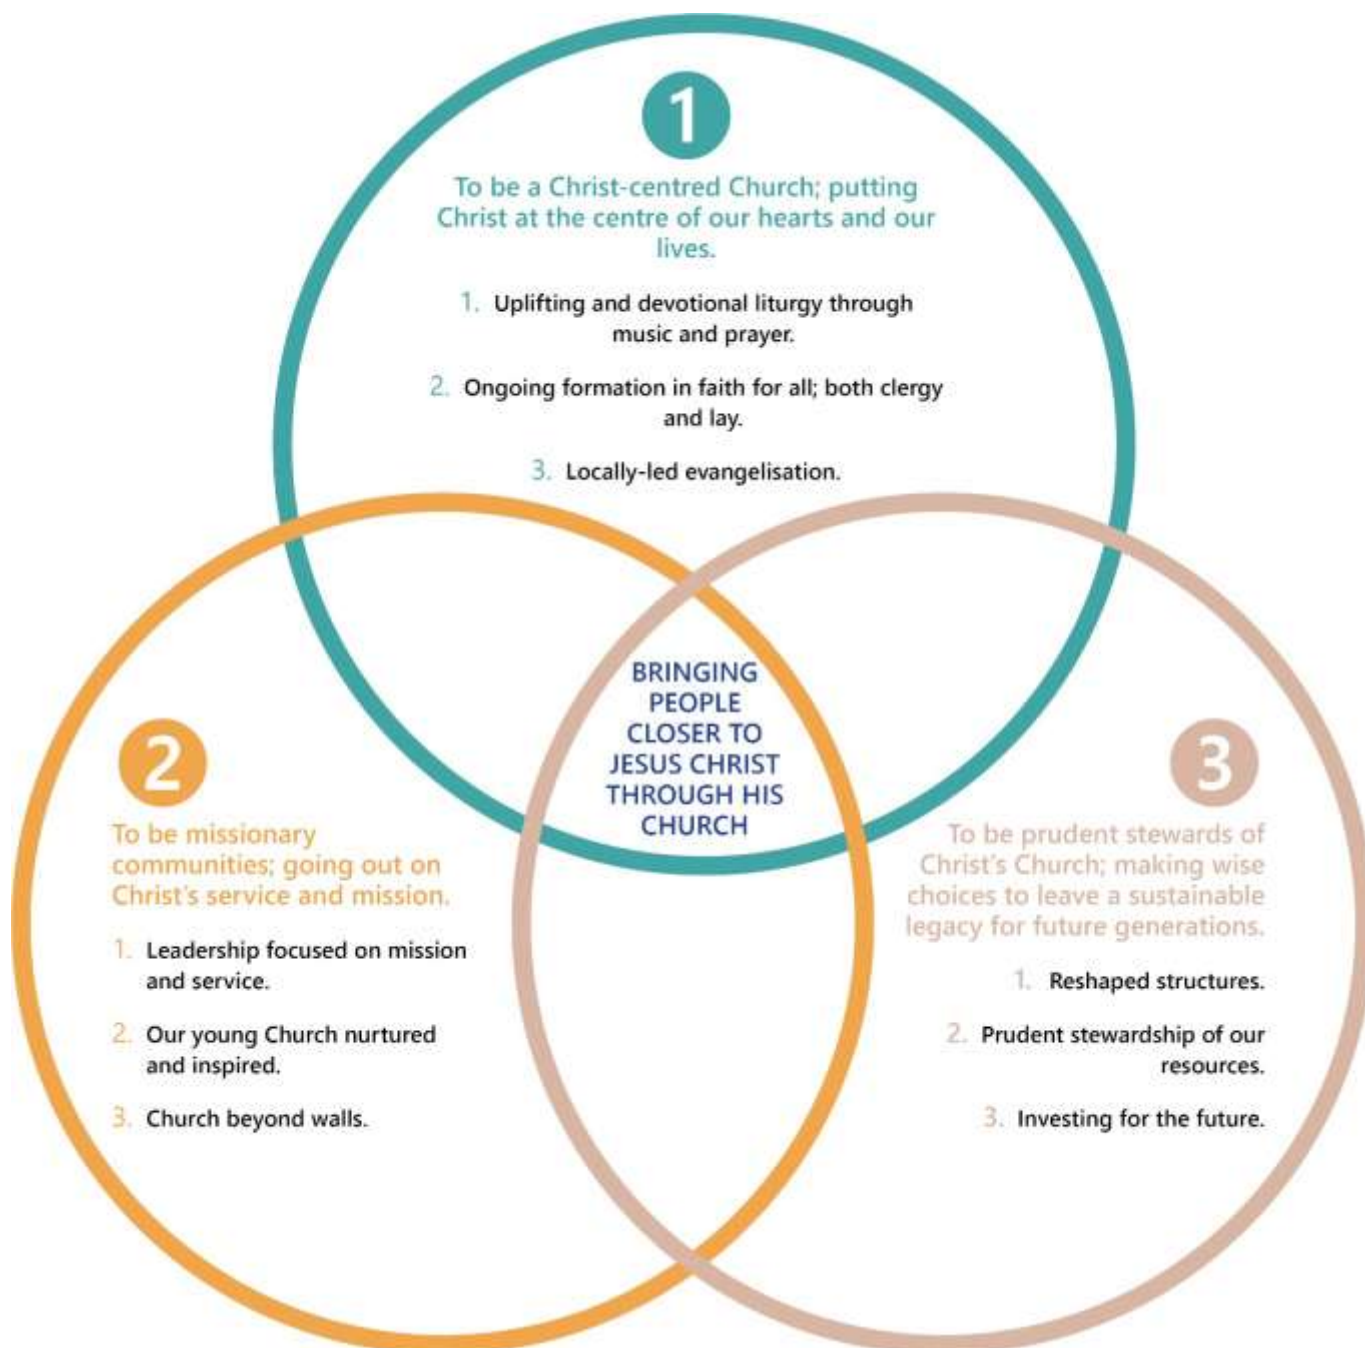 1
To be a Christ-centred Church; putting
Christ at the centre of our hearts and our
lives.
1. Uplifting and devotional liturgy through
music and prayer.
2. Ongoing formation in faith for all; both clergy
and lay.
3. Locally-led evangelisation.
BRINGING
PEOPLE
CLOSER TO
JESUS CHRIST
THROUGH HIS
CHURCH
2
To be missionary
communities; going out on
Christ's service and mission.
1. Leadership focused on mission
and service.
2. Our young Church nurtured
and inspired.
3. Church beyond walls.
3
To be prudent stewards of
Christ's Church; making wise
choices to leave a sustainable
legacy for future generations.
1. Reshaped structures.
2. Prudent stewardship of our
resources.
3. Investing for the future.